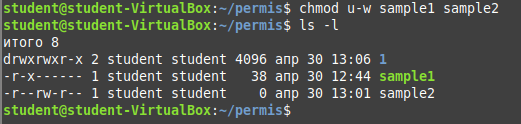 student@student-VirtualBox:~/permis$ chmod u-w sample1 sample2
student@student-VirtualBox:~/permis$ ls -l
итого 8
drwxrwxr-x 2 student student 4096 апр 30 13:06 1
-r-x------ 1 student student   38 апр 30 12:44 sample1
-r--rw-r-- 1 student student    0 апр 30 13:01 sample2
student@student-VirtualBox:~/permis$